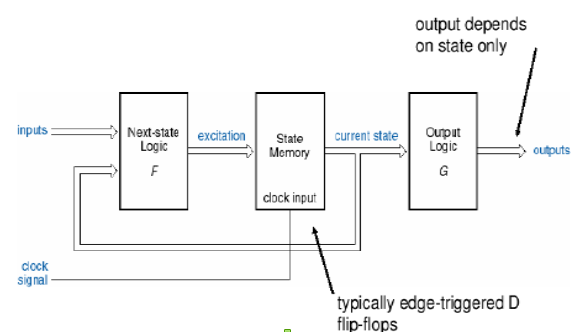 output depends
on state only
inputs
Next-state
Logic
F
excitation
State
Memory
clock input
current state
Output
Logic
G
outputs
clock
signal
typically edge-triggered D
flip-flops